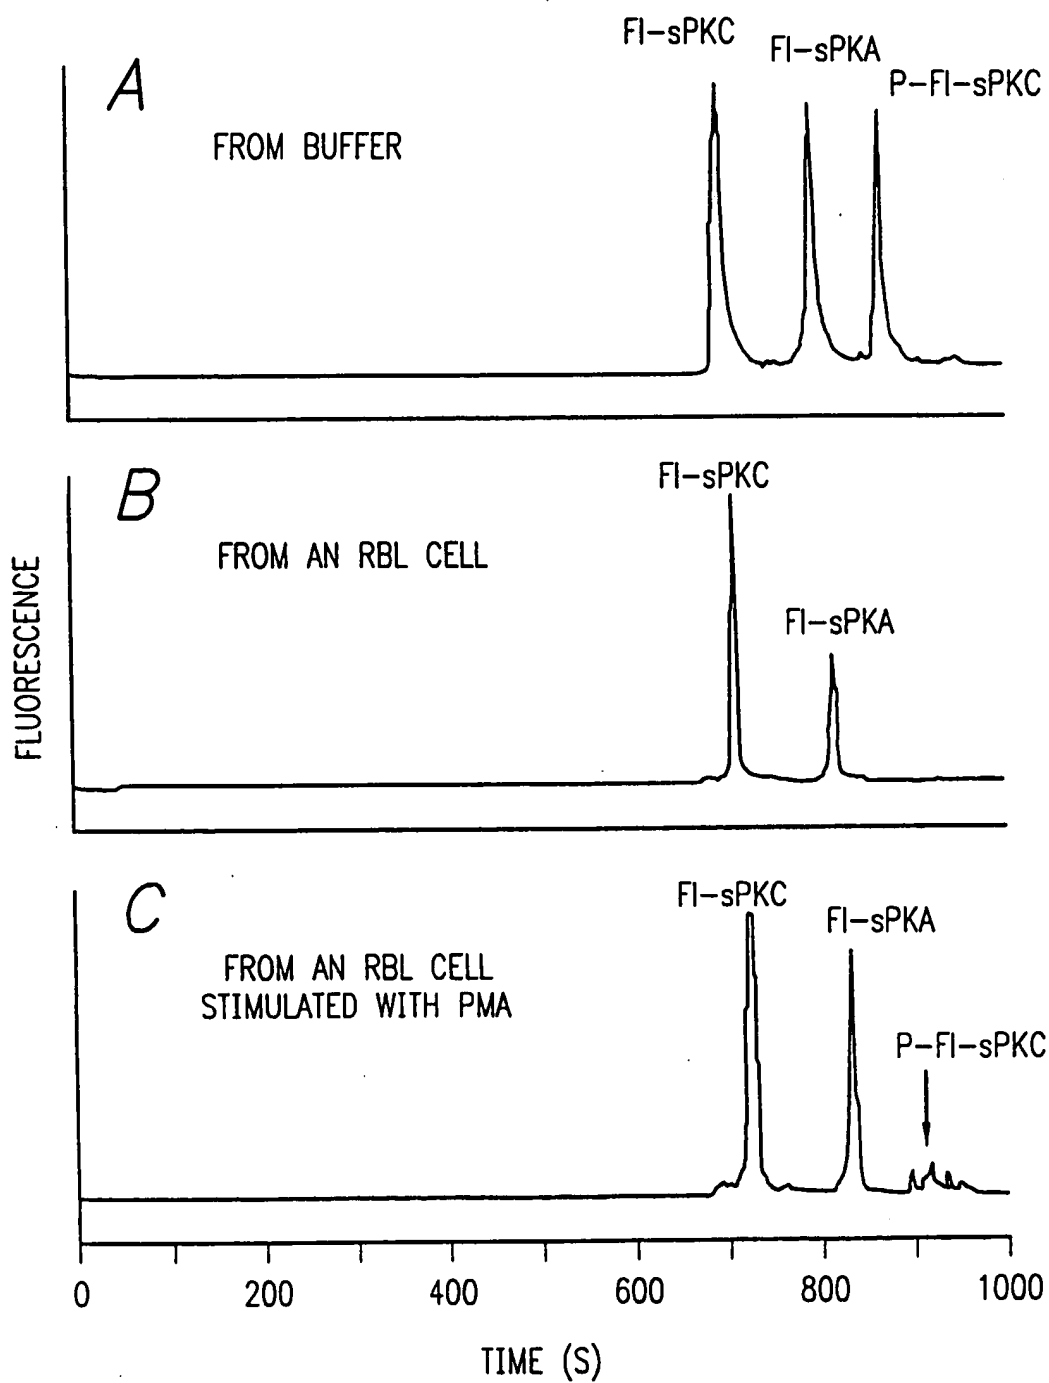 Fl-sPKC
Fl-sPKA
P-Fl-sPKC
A
FROM BUFFER
B
Fl-sPKC
FROM AN RBL CELL
Fl-sPKA
FLUORESCENCE
C
Fl-sPKC
Fl-sPKA
FROM AN RBL CELL
STIMULATED WITH PMA
P-Fl-sPKC
0 200 400 600 800 1000
TIME (S)